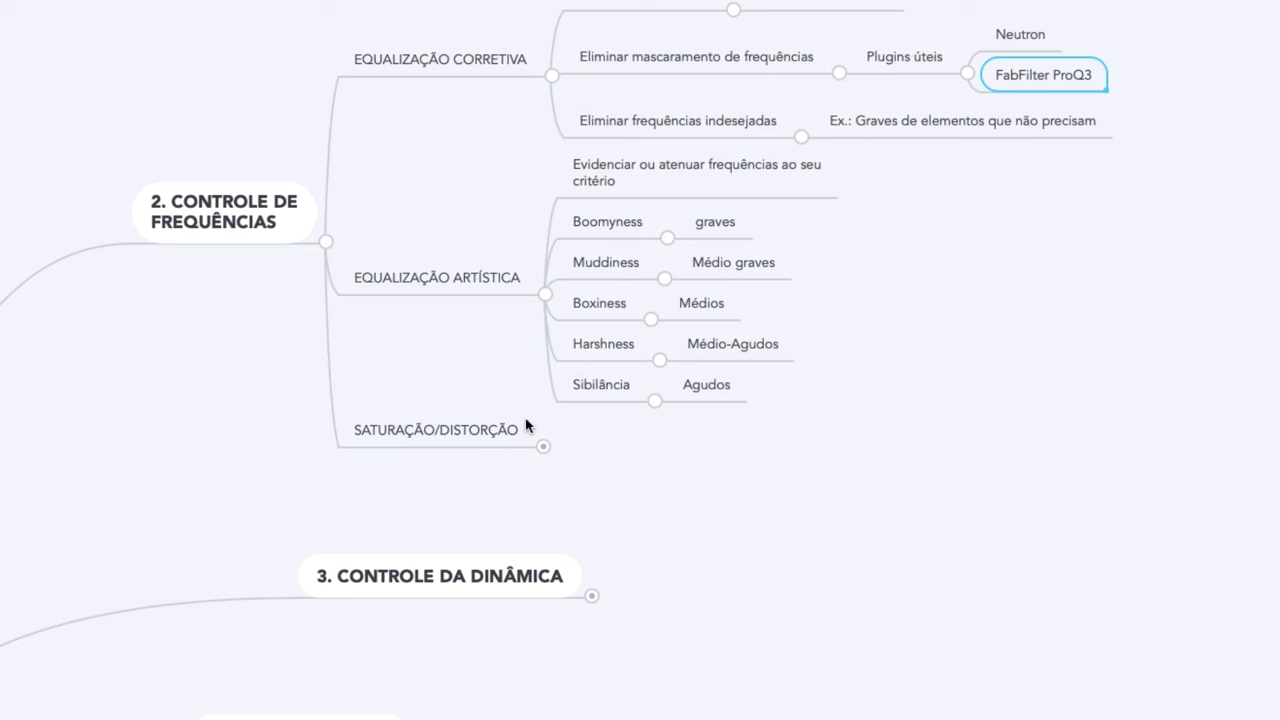 EQUALIZAÇÃO CORRETIVA
Eliminar mascaramento de frequências
Plugins úteis
Neutron
FabFilter ProQ3
Eliminar frequências indesejadas
Ex.: Graves de elementos que não precisam
2. CONTROLE DE
FREQUÊNCIAS
EQUALIZAÇÃO ARTÍSTICA
Evidenciar ou atenuar frequências ao seu
critério
Boomyness
graves
Muddiness
Médio graves
Boxiness
Médios
Harshness
Médio-Agudos
Sibilância
Agudos
SATURAÇÃO/DISTORÇÃO
3. CONTROLE DA DINÂMICA